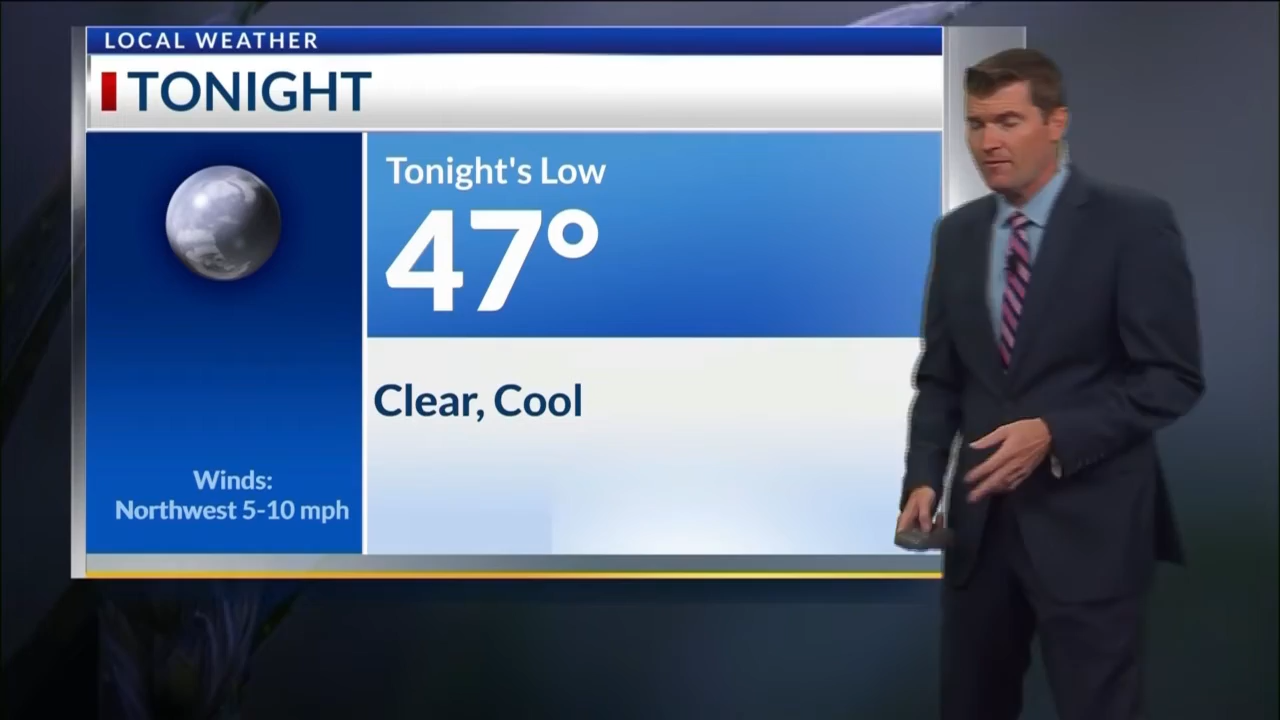 LOCAL WEATHER
TONIGHT
Tonight's Low
47°
Clear, Cool
Winds:
Northwest 5-10 mph